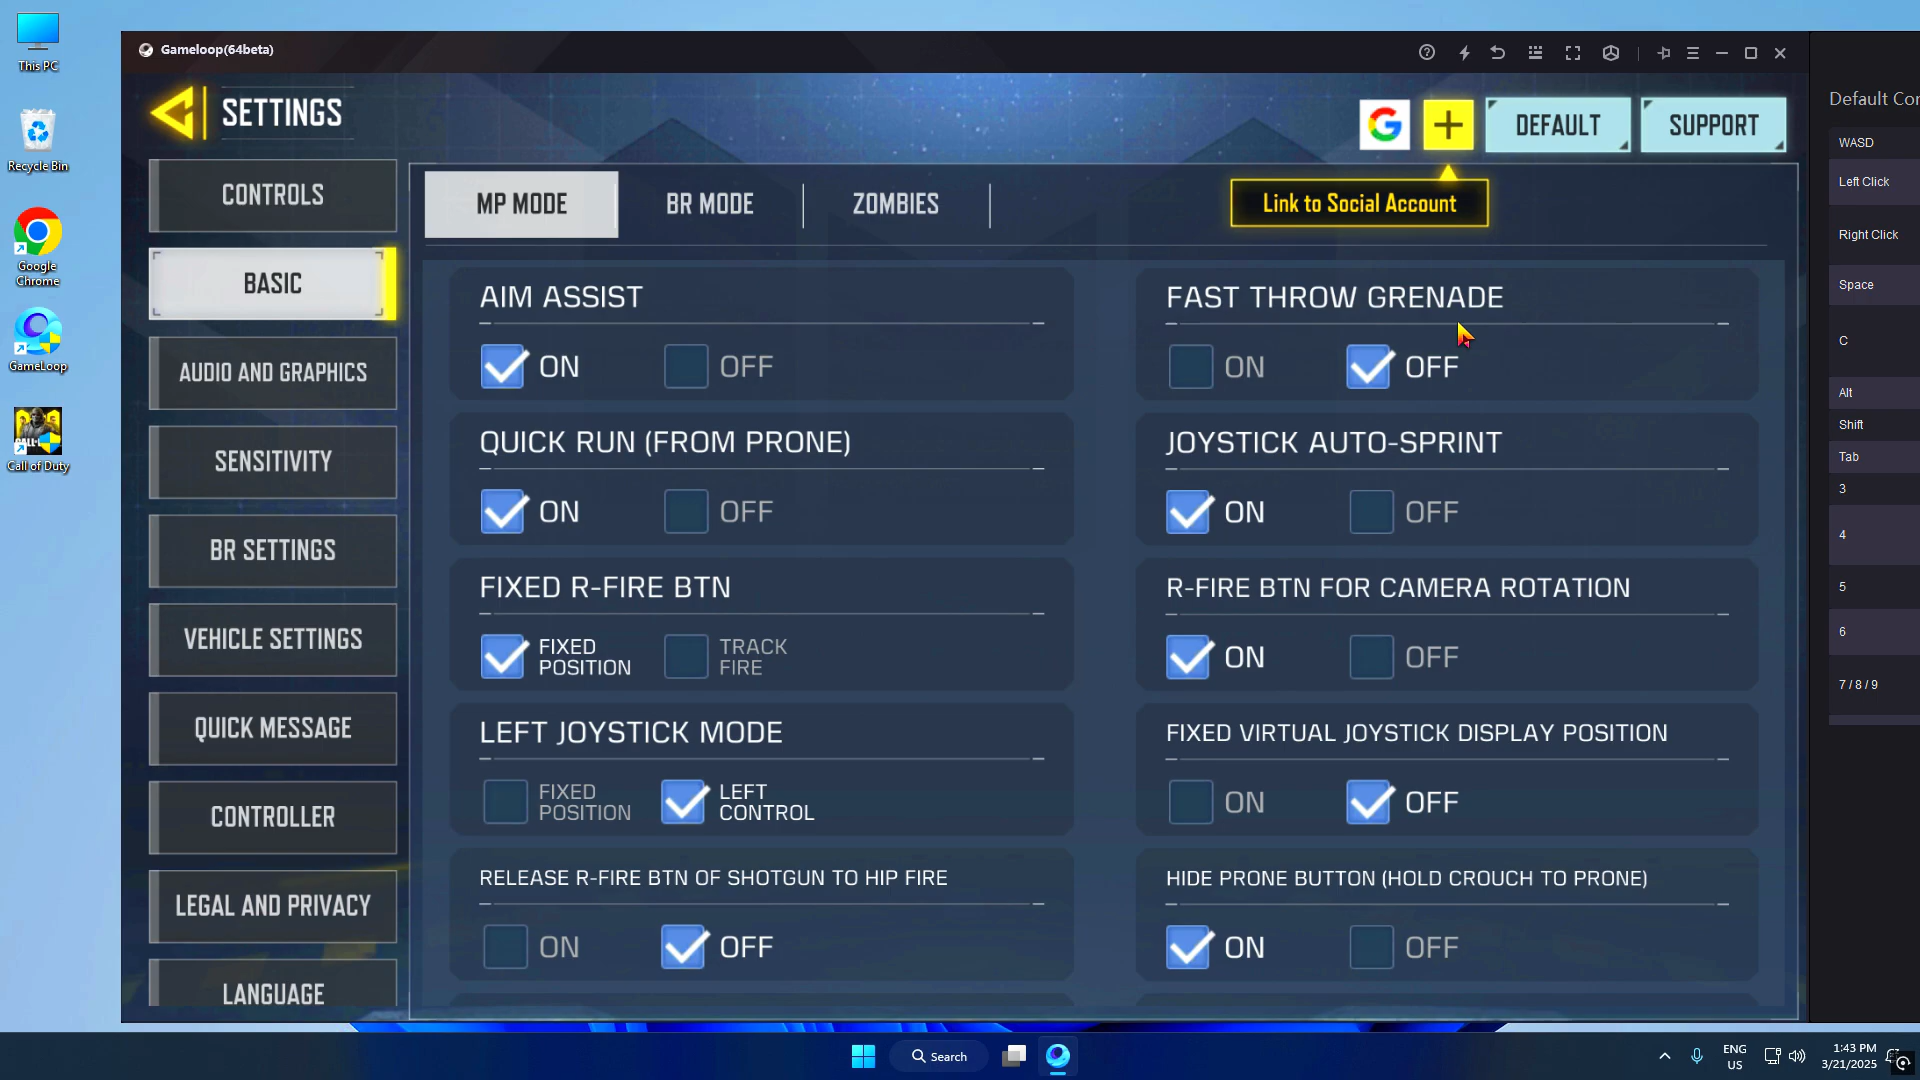 This PC
Recycle Bin
Google
Chrome
GameLoop
Call of Duty
Gameloop(64beta)
SETTINGS
DEFAULT
SUPPORT
Link to Social Account
CONTROLS
BASIC
AUDIO AND GRAPHICS
SENSITIVITY
BR SETTINGS
VEHICLE SETTINGS
QUICK MESSAGE
CONTROLLER
LEGAL AND PRIVACY
LANGUAGE
MP MODE
BR MODE
ZOMBIES
AIM ASSIST
ON
OFF
FAST THROW GRENADE
ON
OFF
QUICK RUN (FROM PRONE)
ON
OFF
JOYSTICK AUTO-SPRINT
ON
OFF
FIXED R-FIRE BTN
FIXED
POSITION
TRACK
FIRE
R-FIRE BTN FOR CAMERA ROTATION
ON
OFF
LEFT JOYSTICK MODE
FIXED
POSITION
LEFT
CONTROL
FIXED VIRTUAL JOYSTICK DISPLAY POSITION
ON
OFF
RELEASE R-FIRE BTN OF SHOTGUN TO HIP FIRE
ON
OFF
HIDE PRONE BUTTON (HOLD CROUCH TO PRONE)
ON
OFF
Default Cor
WASD
Left Click
Right Click
Space
C
Alt
Shift
Tab
3
4
5
6
7 / 8 / 9
Search
ENG
US
1:43 PM
3/21/2025